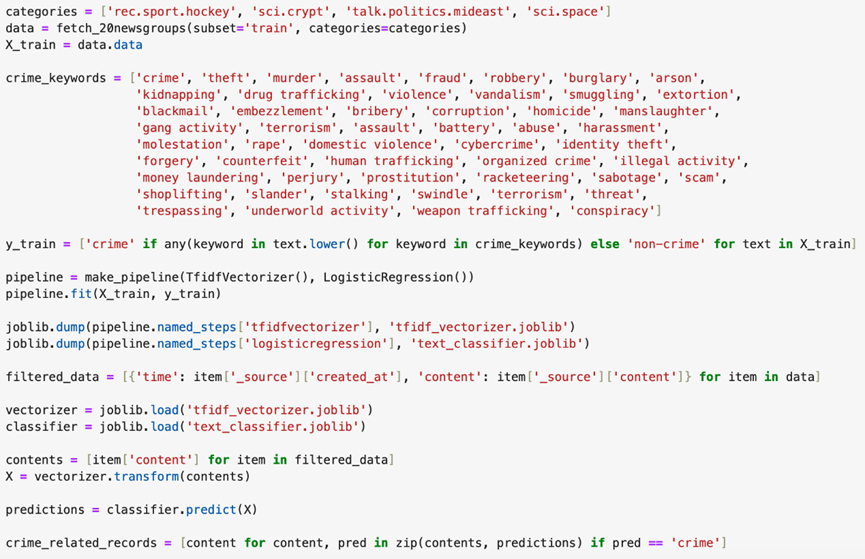 categories = ['rec.sport.hockey', 'sci.crypt', 'talk.politics.mideast', 'sci.space']
data = fetch_20newsgroups(subset='train', categories=categories)
X_train = data.data

crime_keywords = ['crime', 'theft', 'murder', 'assault', 'fraud', 'robbery', 'burglary', 'arson',
                  'kidnapping', 'drug trafficking', 'violence', 'vandalism', 'smuggling', 'extortion',
                  'blackmail', 'embezzlement', 'bribery', 'corruption', 'homicide', 'manslaughter',
                  'gang activity', 'terrorism', 'assault', 'battery', 'abuse', 'harassment',
                  'molestation', 'rape', 'domestic violence', 'cybercrime', 'identity theft',
                  'forgery', 'counterfeit', 'human trafficking', 'organized crime', 'illegal activity',
                  'money laundering', 'perjury', 'prostitution', 'racketeering', 'sabotage', 'scam',
                  'shoplifting', 'slander', 'stalking', 'swindle', 'terrorism', 'threat',
                  'trespassing', 'underworld activity', 'weapon trafficking', 'conspiracy']

y_train = ['crime' if any(keyword in text.lower() for keyword in crime_keywords) else 'non-crime' for text in X_train]

pipeline = make_pipeline(TfidfVectorizer(), LogisticRegression())
pipeline.fit(X_train, y_train)

joblib.dump(pipeline.named_steps['tfidfvectorizer'], 'tfidf_vectorizer.joblib')
joblib.dump(pipeline.named_steps['logisticregression'], 'text_classifier.joblib')

filtered_data = [{'time': item['_source']['created_at'], 'content': item['_source']['content']} for item in data]

vectorizer = joblib.load('tfidf_vectorizer.joblib')
classifier = joblib.load('text_classifier.joblib')

contents = [item['content'] for item in filtered_data]
X = vectorizer.transform(contents)

predictions = classifier.predict(X)

crime_related_records = [content for content, pred in zip(contents, predictions) if pred == 'crime']